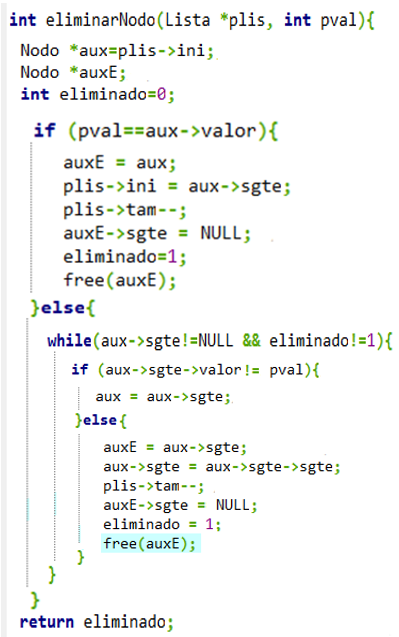 int eliminarNodo(Lista *plis, int pval){
Nodo *aux=plis->ini;
Nodo *auxE;
int eliminado=0;
if (pval==aux->valor){
auxE = aux;
plis->ini = aux->sgte;
plis->tam--;
auxE->sgte = NULL;
eliminado=1;
free(auxE);
}else{
while(aux->sgte!=NULL && eliminado!=1){
if (aux->sgte->valor!= pval){
aux = aux->sgte;
}else{
auxE = aux->sgte;
aux->sgte = aux->sgte->sgte;
plis->tam--;
auxE->sgte = NULL;
eliminado = 1;
free(auxE);
}
}
}
return eliminado;